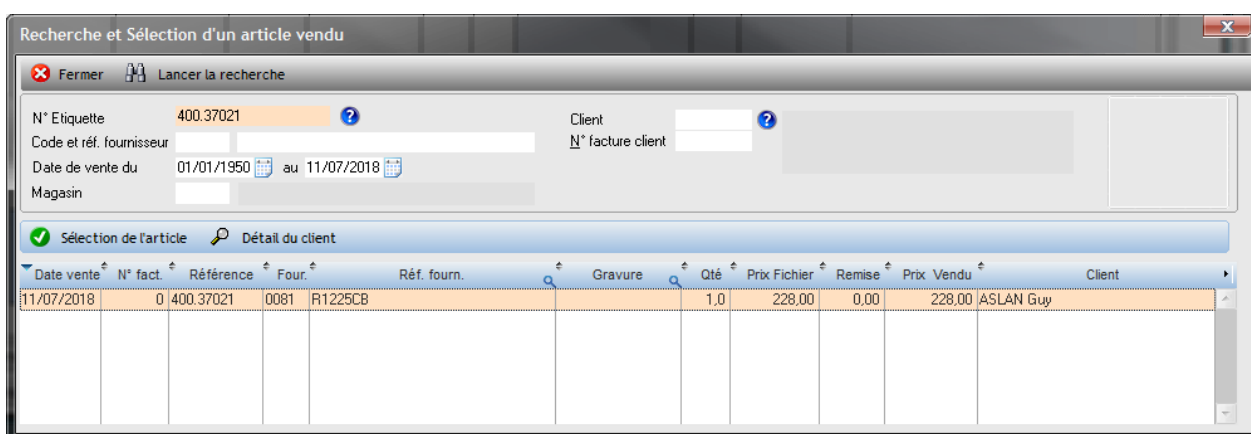 Recherche et Sélection d'un article vendu
X
Fermer Lancer la recherche
N° Etiquette 400.37021 ? Client ?
Code et réf. fournisseur N° facture client
Date de vente du 01/01/1950 au 11/07/2018
Magasin
Sélection de l'article Détail du client
Date vente N° fact. Référence Four. Réf. fourn. Gravure Qté Prix Fichier Remise Prix Vendu Client
11/07/2018 0 400.37021 0081 R1225CB 1,0 228,00 0,00 228,00 ASLAN Guy